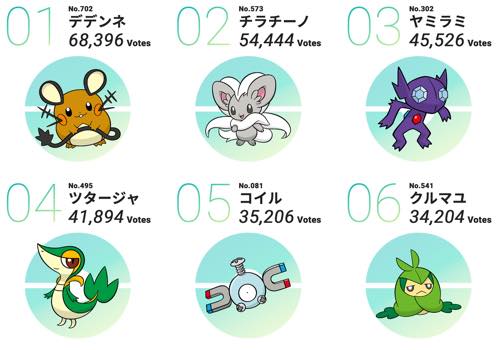 01
No.702
デデンネ
68,396 Votes
02
No.573
チラチーノ
54,444 Votes
03
No.302
ヤミラミ
45,526 Votes
04
No.495
ツタージャ
41,894 Votes
05
No.081
コイル
35,206 Votes
06
No.541
クルマユ
34,204 Votes